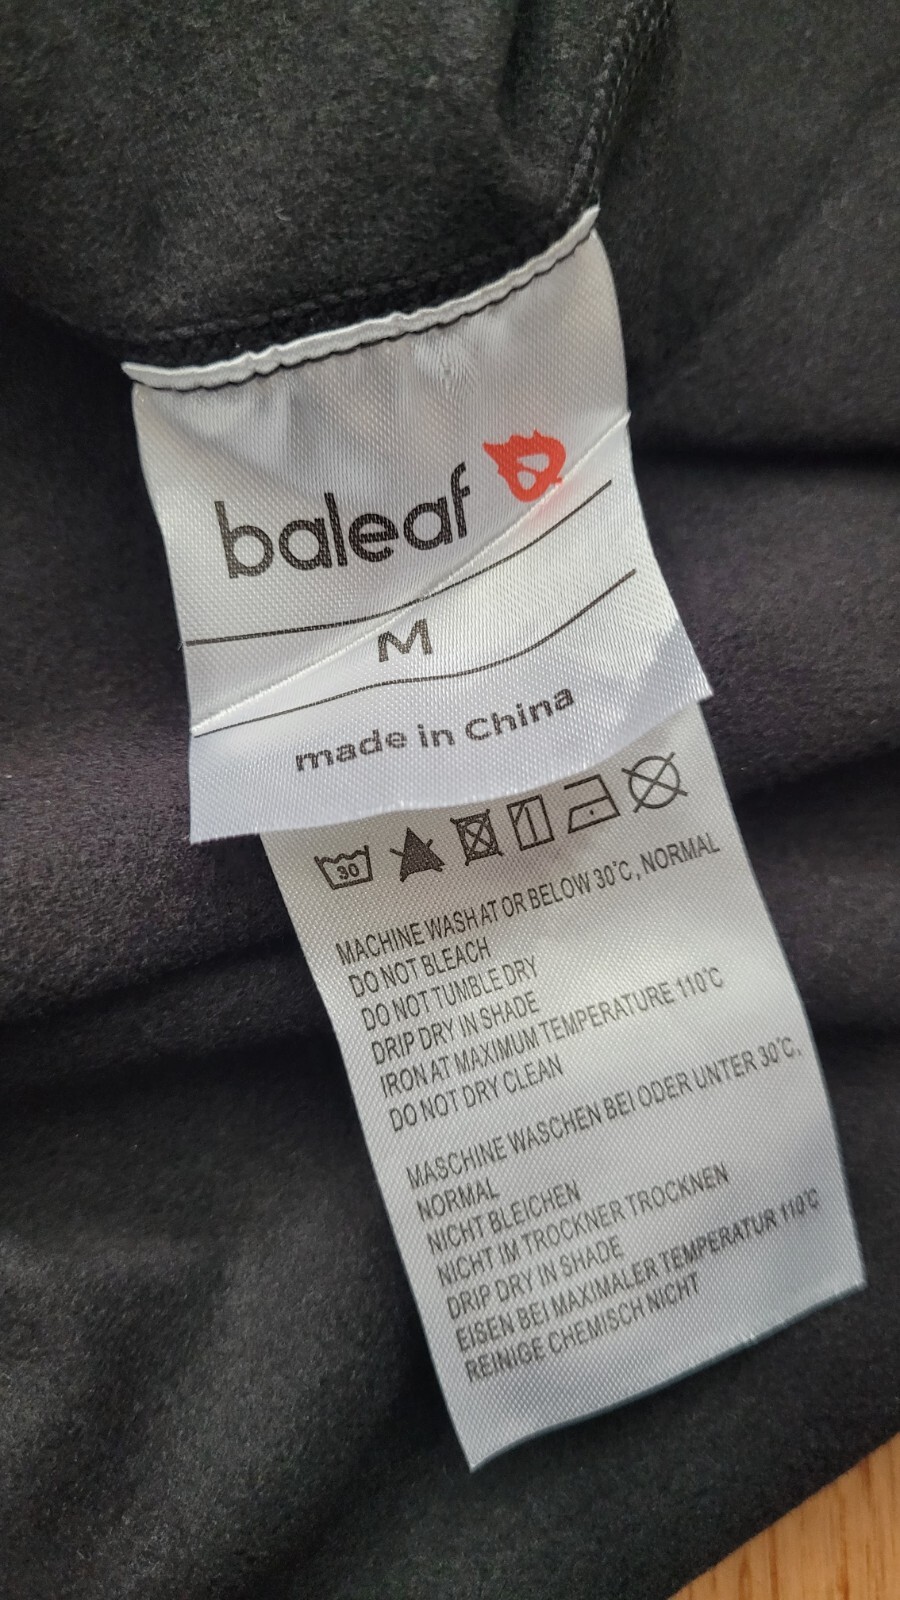 baleaf
M
made in China
30
MACHINE WASH AT OR BELOW 30°C, NORMAL
DO NOT BLEACH
DO NOT TUMBLE DRY
DRIP DRY IN SHADE
IRON AT MAXIMUM TEMPERATURE 110°C
DO NOT DRY CLEAN
MASCHINE WASCHEN BEI ODER UNTER 30°C,
NORMAL
NICHT BLEICHEN
NICHT IM TROCKNER TROCKNEN
DRIP DRY IN SHADE
EISEN BEI MAXIMALER TEMPERATUR 110°C
REINIGE CHEMISCH NICHT